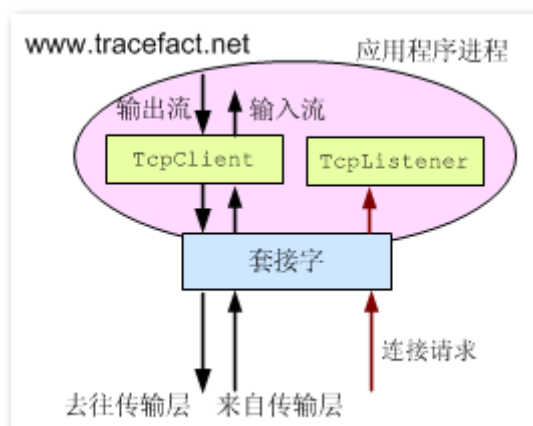 www.tracefact.net
应用程序进程
输出流
输入流
TcpClient
TcpListener
套接字
连接请求
去往传输层
来自传输层